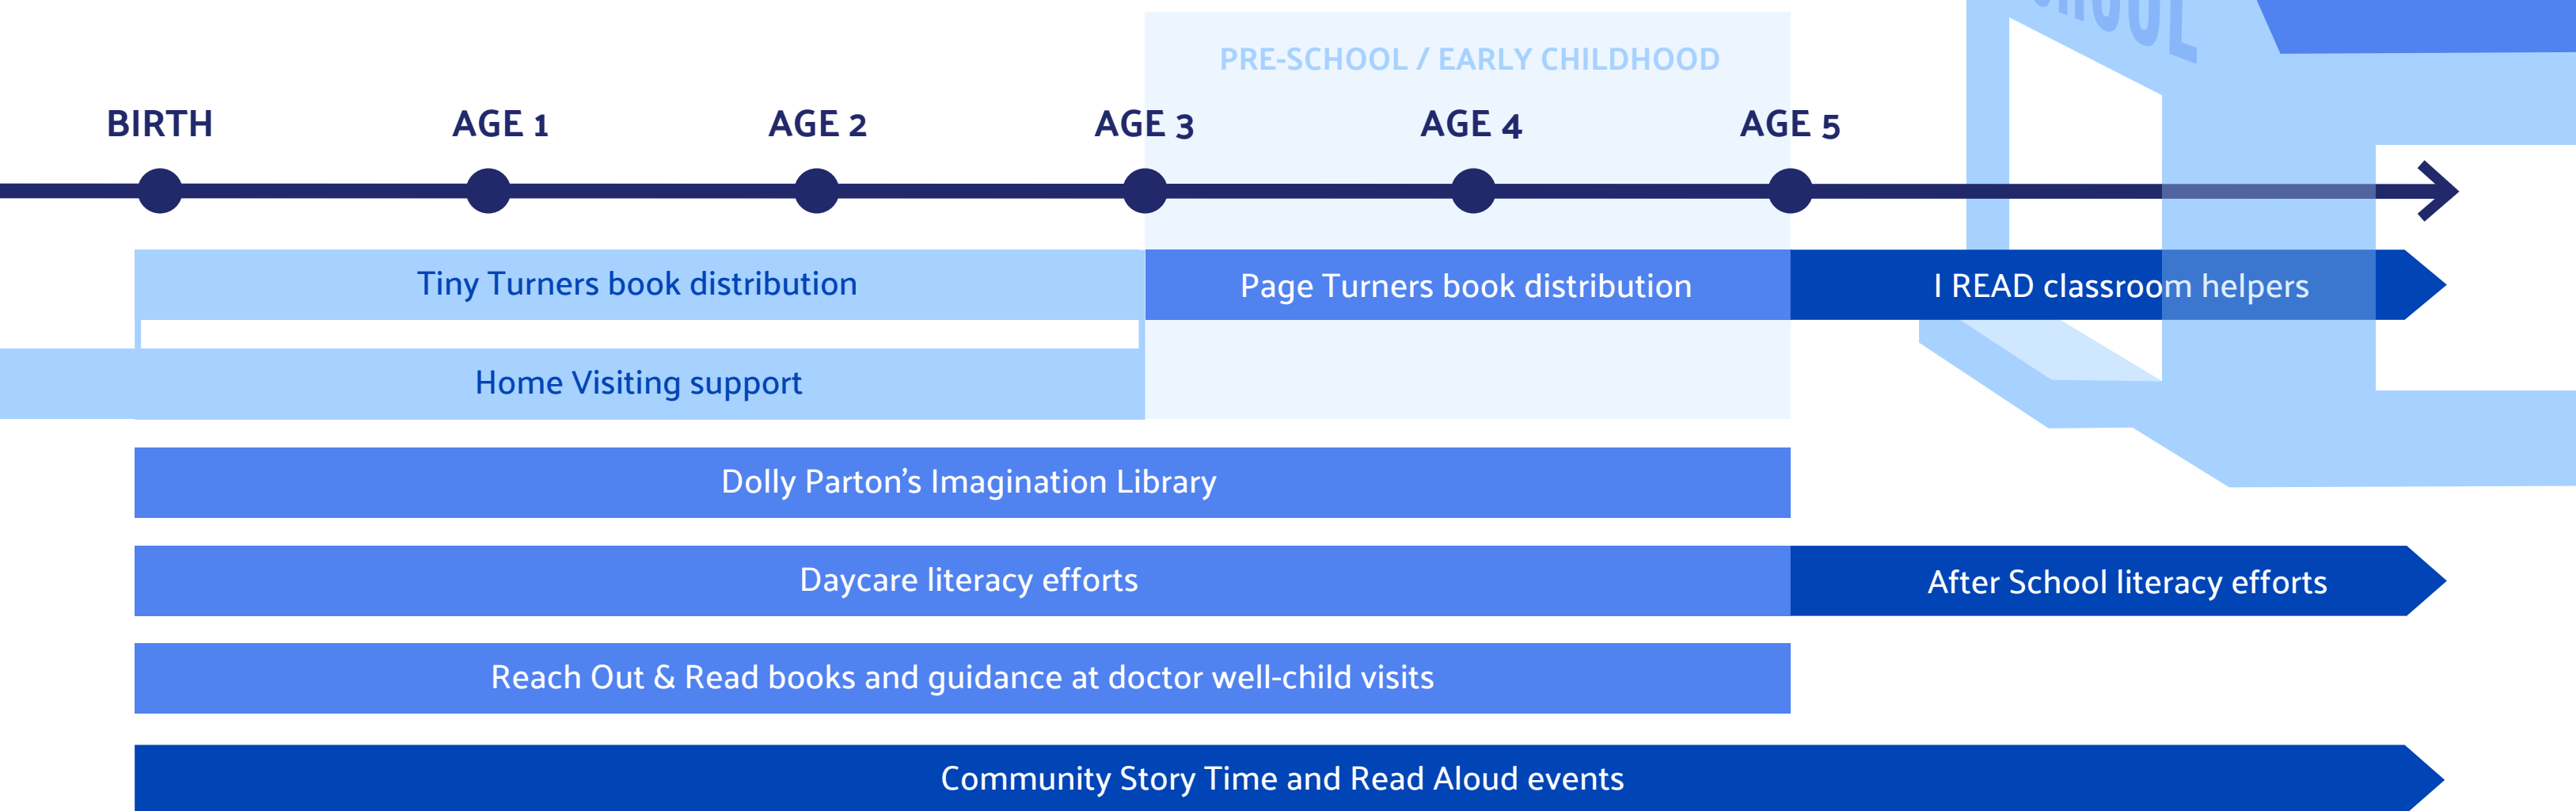 PRE-SCHOOL / EARLY CHILDHOOD
BIRTH
AGE 1
AGE 2
AGE 3
AGE 4
AGE 5
Tiny Turners book distribution
Page Turners book distribution
I READ classroom helpers
Home Visiting support
Dolly Parton’s Imagination Library
Daycare literacy efforts
After School literacy efforts
Reach Out & Read books and guidance at doctor well-child visits
Community Story Time and Read Aloud events